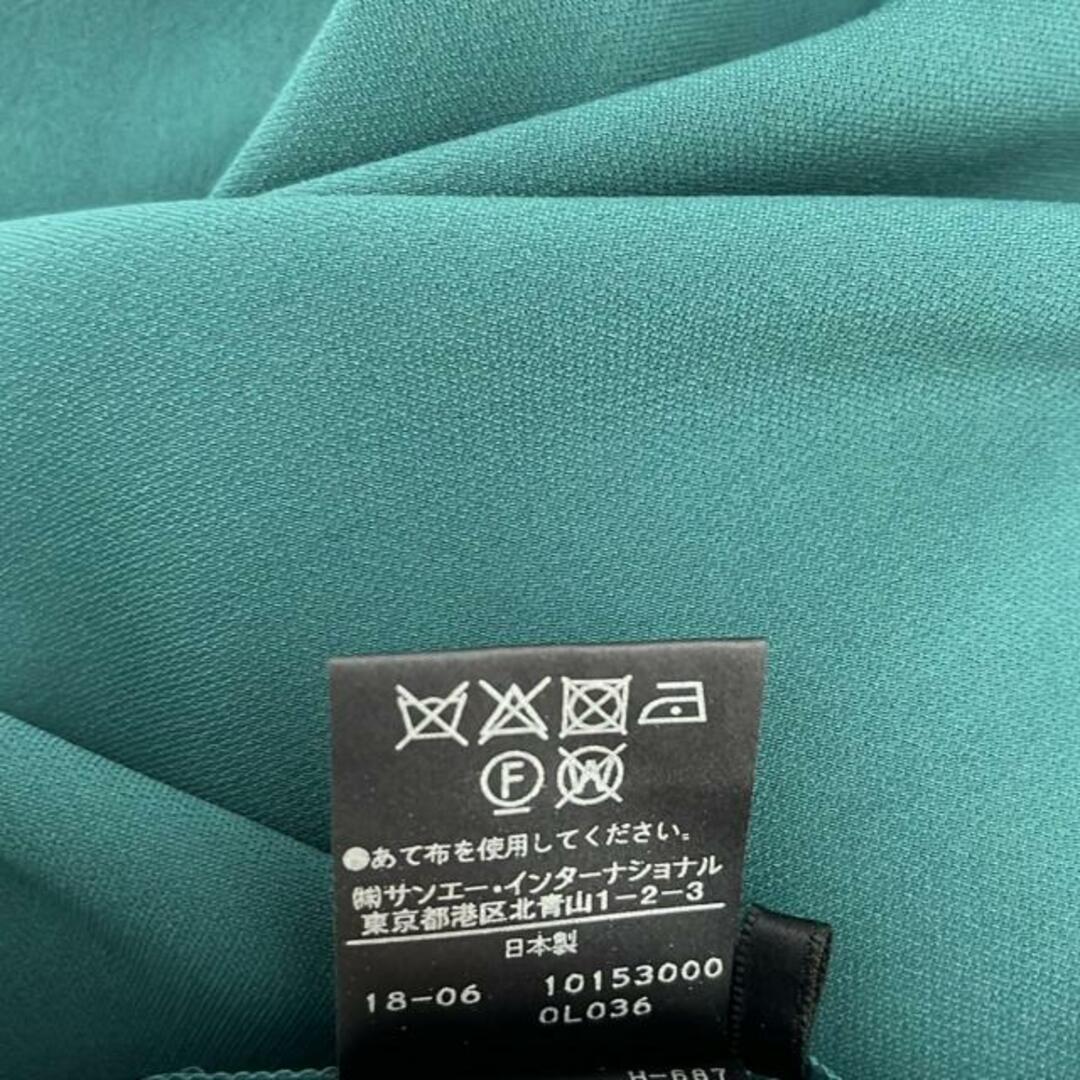 F W
●あて布を使用してください。
㈱サンエー・インターナショナル
東京都港区北青山1-2-3
日本製
18-06 10153000
0L036
H-687